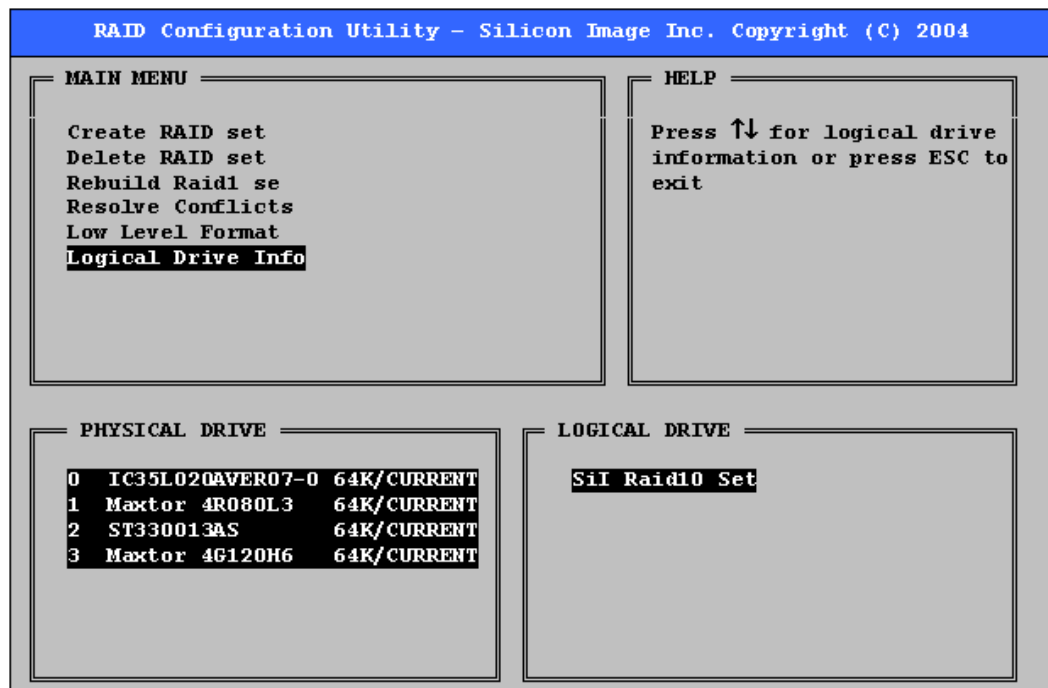 RAID Configuration Utility – Silicon Image Inc. Copyright (C) 2004
MAIN MENU
Create RAID set
Delete RAID set
Rebuild Raid1 se
Resolve Conflicts
Low Level Format
Logical Drive Info
HELP
Press ↑↓ for logical drive
information or press ESC to
exit
PHYSICAL DRIVE
0 IC35L020AVER07-0 64K/CURRENT
1 Maxtor 4R080L3 64K/CURRENT
2 ST330013AS 64K/CURRENT
3 Maxtor 4G120H6 64K/CURRENT
LOGICAL DRIVE
SiI Raid10 Set